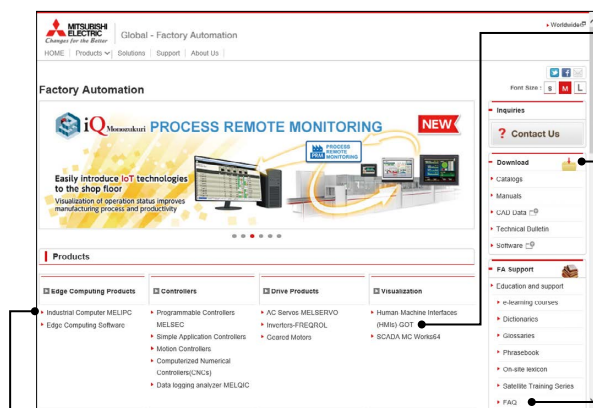 MITSUBISHI
ELECTRIC
Changes for the Better
Global - Factory Automation
Worldwide
HOME
Products
Solutions
Support
About Us
Font Size :
S
M
L
Factory Automation
iQ Monozukuri PROCESS REMOTE MONITORING
NEW
PRM
PROCESS
REMOTE
MONITORING
Easily introduce IoT technologies
to the shop floor
Visualization of operation status improves
manufacturing process and productivity
Inquiries
? Contact Us
Download
Catalogs
Manuals
CAD Data
Technical Bulletin
Software
FA Support
Education and support
e-learning courses
Dictionaries
Glossaries
Phrasebook
On-site lexicon
Satellite Training Series
FAQ
Products
Edge Computing Products
Industrial Computer MELIPC
Edge Computing Software
Controllers
Programmable Controllers
MELSEC
Simple Application Controllers
Motion Controllers
Computerized Numerical
Controllers(CNCs)
Data logging analyzer MELQIC
Drive Products
AC Servos MELSERVO
Inverters-FREQROL
Geared Motors
Visualization
Human Machine Interfaces
(HMIs) GOT
SCADA MC Works64